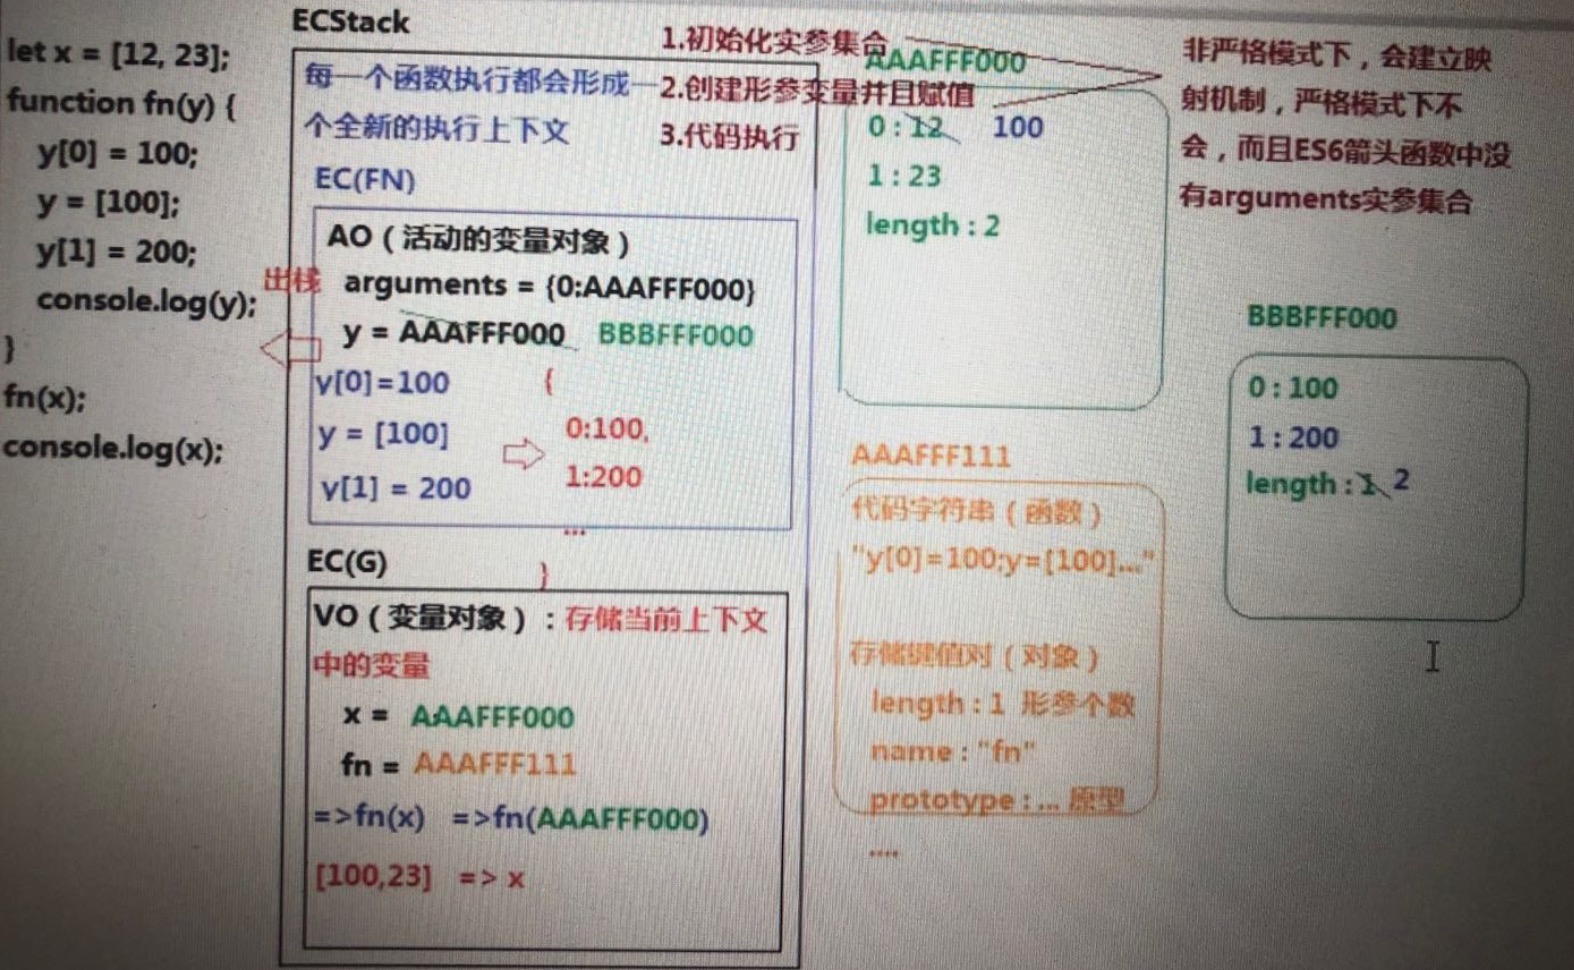 let x = [12, 23];
function fn(y) {
y[0] = 100;
y = [100];
y[1] = 200;
console.log(y);
}
fn(x);
console.log(x);
ECStack
每一个函数执行都会形成一
个全新的执行上下文
EC(FN)
AO（活动的变量对象）
arguments = {0:AAAFFF000}
y = AAAFFF000 BBBFFF000
y[0]=100
y = [100]
y[1] = 200
{
0:100,
1:200
...
}
出栈
EC(G)
VO（变量对象）：存储当前上下文
中的变量
x = AAAFFF000
fn = AAAFFF111
=>fn(x) =>fn(AAAFFF000)
[100,23] => x
1.初始化实参集合
2.创建形参变量并且赋值
3.代码执行
AAAFFF000
0 : 12 100
1 : 23
length : 2
AAAFFF111
代码字符串（函数）
"y[0]=100;y=[100]..."
存储键值对（对象）
length : 1 形参个数
name : "fn"
prototype : ... 原型
....
非严格模式下，会建立映
射机制，严格模式下不
会，而且ES6箭头函数中没
有arguments实参集合
BBBFFF000
0 : 100
1 : 200
length : 1 2